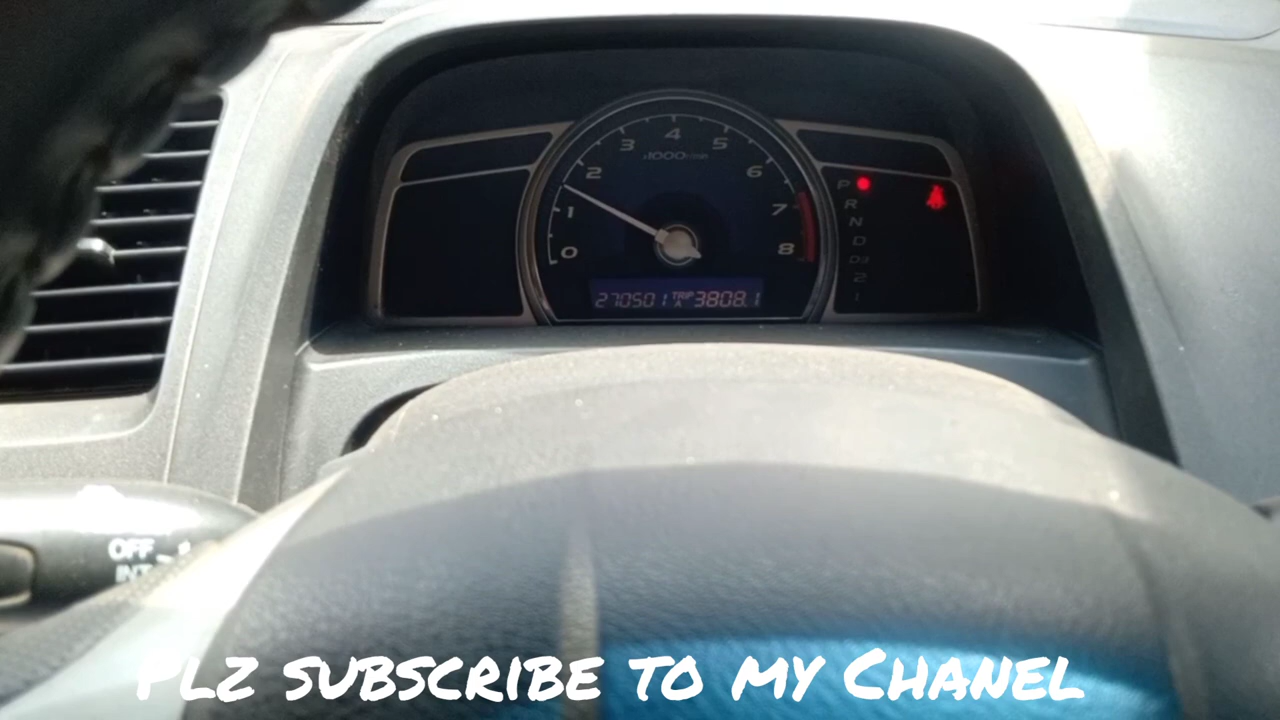 4
3
5
x1000r/min
2
6
1
7
0
8
P
R
N
D
D3
2
1
270501 TRIP A 3808.1
OFF
INT
PLZ SUBSCRIBE TO MY CHANEL